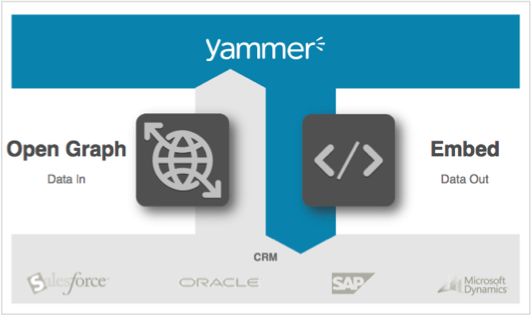 yammer
Open Graph
Data In
</>
Embed
Data Out
CRM
salesforce
ORACLE
SAP
Microsoft
Dynamics